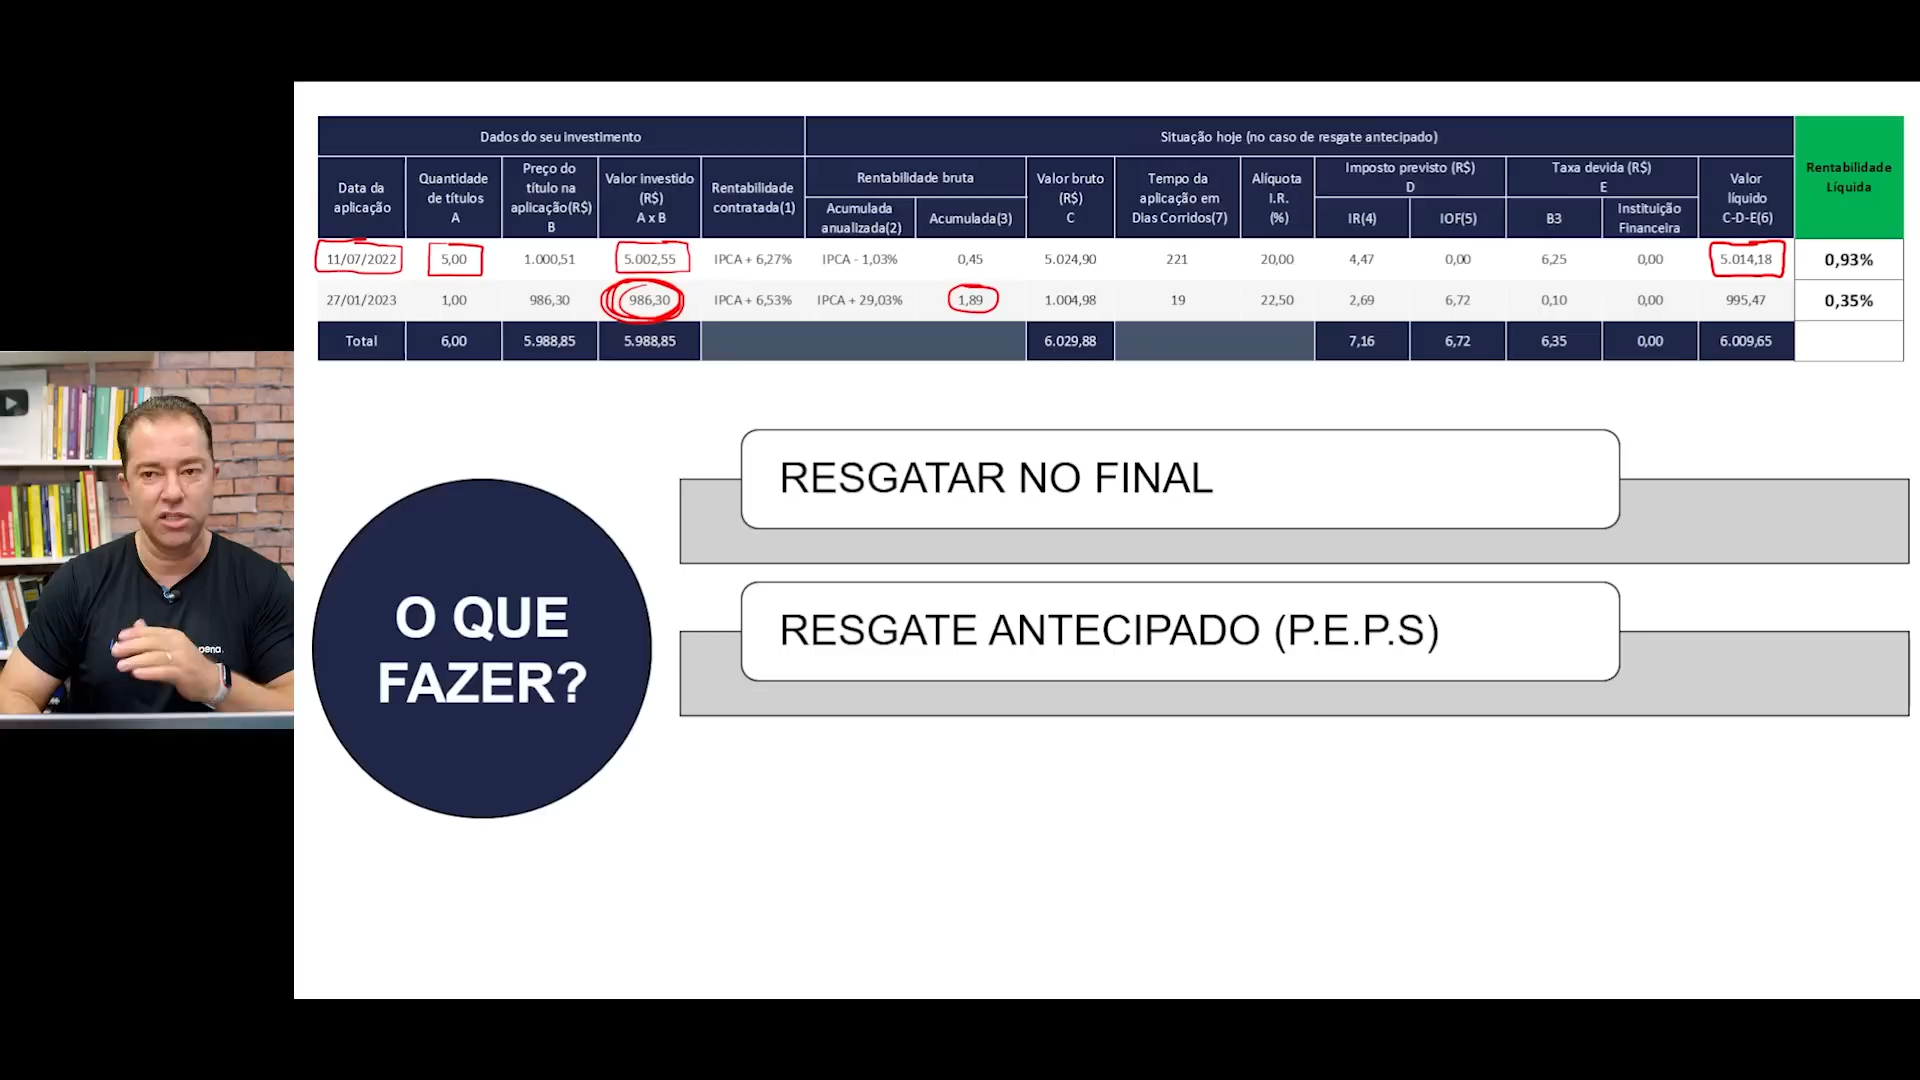 Dados do seu investimento
Situação hoje (no caso de resgate antecipado)
Rentabilidade
Líquida
Data da
aplicação
Quantidade
de títulos
A
Preço do
título na
aplicação(R$)
B
Valor investido
(R$)
A x B
Rentabilidade
contratada(1)
Rentabilidade bruta
Acumulada
anualizada(2)
Acumulada(3)
Valor bruto
(R$)
C
Tempo da
aplicação em
Dias Corridos(7)
Alíquota
I.R.
(%)
Imposto previsto (R$)
D
IR(4)
IOF(5)
Taxa devida (R$)
E
B3
Instituição
Financeira
Valor
líquido
C-D-E(6)
11/07/2022 5,00 1.000,51 5.002,55 IPCA + 6,27% IPCA - 1,03% 0,45 5.024,90 221 20,00 4,47 0,00 6,25 0,00 5.014,18 0,93%
27/01/2023 1,00 986,30 986,30 IPCA + 6,53% IPCA + 29,03% 1,89 1.004,98 19 22,50 2,69 6,72 0,10 0,00 995,47 0,35%
Total 6,00 5.988,85 5.988,85 6.029,88 7,16 6,72 6,35 0,00 6.009,65
RESGATAR NO FINAL
O QUE
FAZER?
RESGATE ANTECIPADO (P.E.P.S)